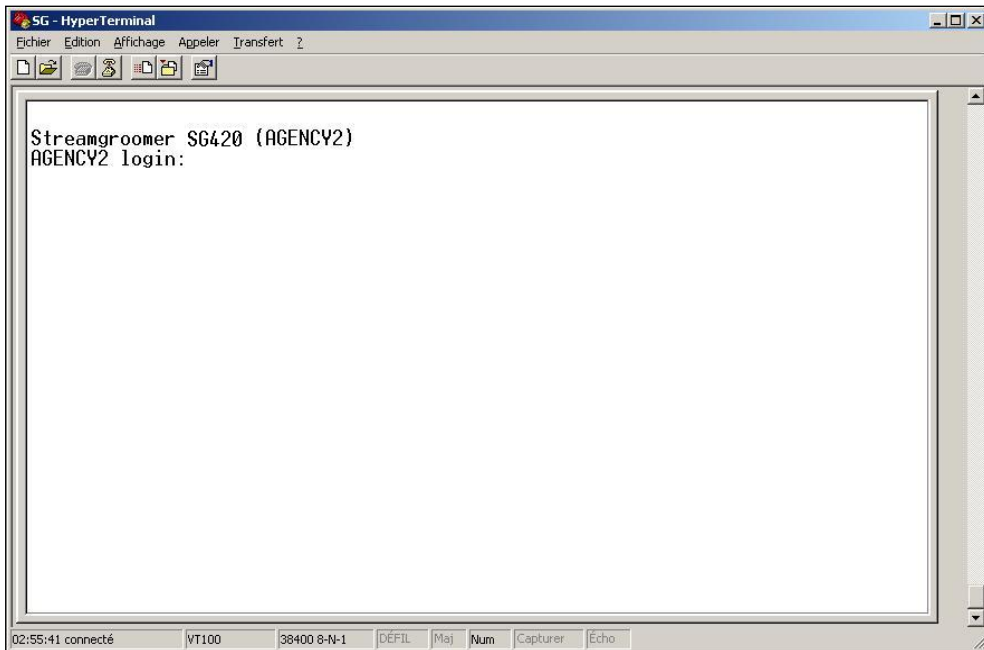 SG - HyperTerminal
Fichier Edition Affichage Appeler Transfert ?
Streamgroomer SG420 (AGENCY2)
AGENCY2 login:
02:55:41 connecté VT100 38400 8-N-1 DÉFIL Maj Num Capturer Écho